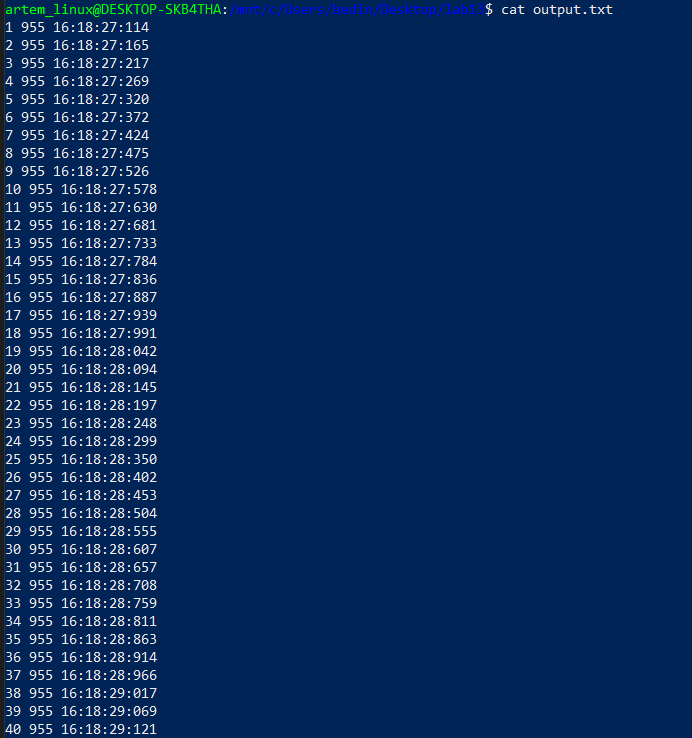 artem_linux@DESKTOP-SKB4THA:/mnt/c/Users/ /Desktop/ $ cat output.txt
1 955 16:18:27:114
2 955 16:18:27:165
3 955 16:18:27:217
4 955 16:18:27:269
5 955 16:18:27:320
6 955 16:18:27:372
7 955 16:18:27:424
8 955 16:18:27:475
9 955 16:18:27:526
10 955 16:18:27:578
11 955 16:18:27:630
12 955 16:18:27:681
13 955 16:18:27:733
14 955 16:18:27:784
15 955 16:18:27:836
16 955 16:18:27:887
17 955 16:18:27:939
18 955 16:18:27:991
19 955 16:18:28:042
20 955 16:18:28:094
21 955 16:18:28:145
22 955 16:18:28:197
23 955 16:18:28:248
24 955 16:18:28:299
25 955 16:18:28:350
26 955 16:18:28:402
27 955 16:18:28:453
28 955 16:18:28:504
29 955 16:18:28:555
30 955 16:18:28:607
31 955 16:18:28:657
32 955 16:18:28:708
33 955 16:18:28:759
34 955 16:18:28:811
35 955 16:18:28:863
36 955 16:18:28:914
37 955 16:18:28:966
38 955 16:18:29:017
39 955 16:18:29:069
40 955 16:18:29:121